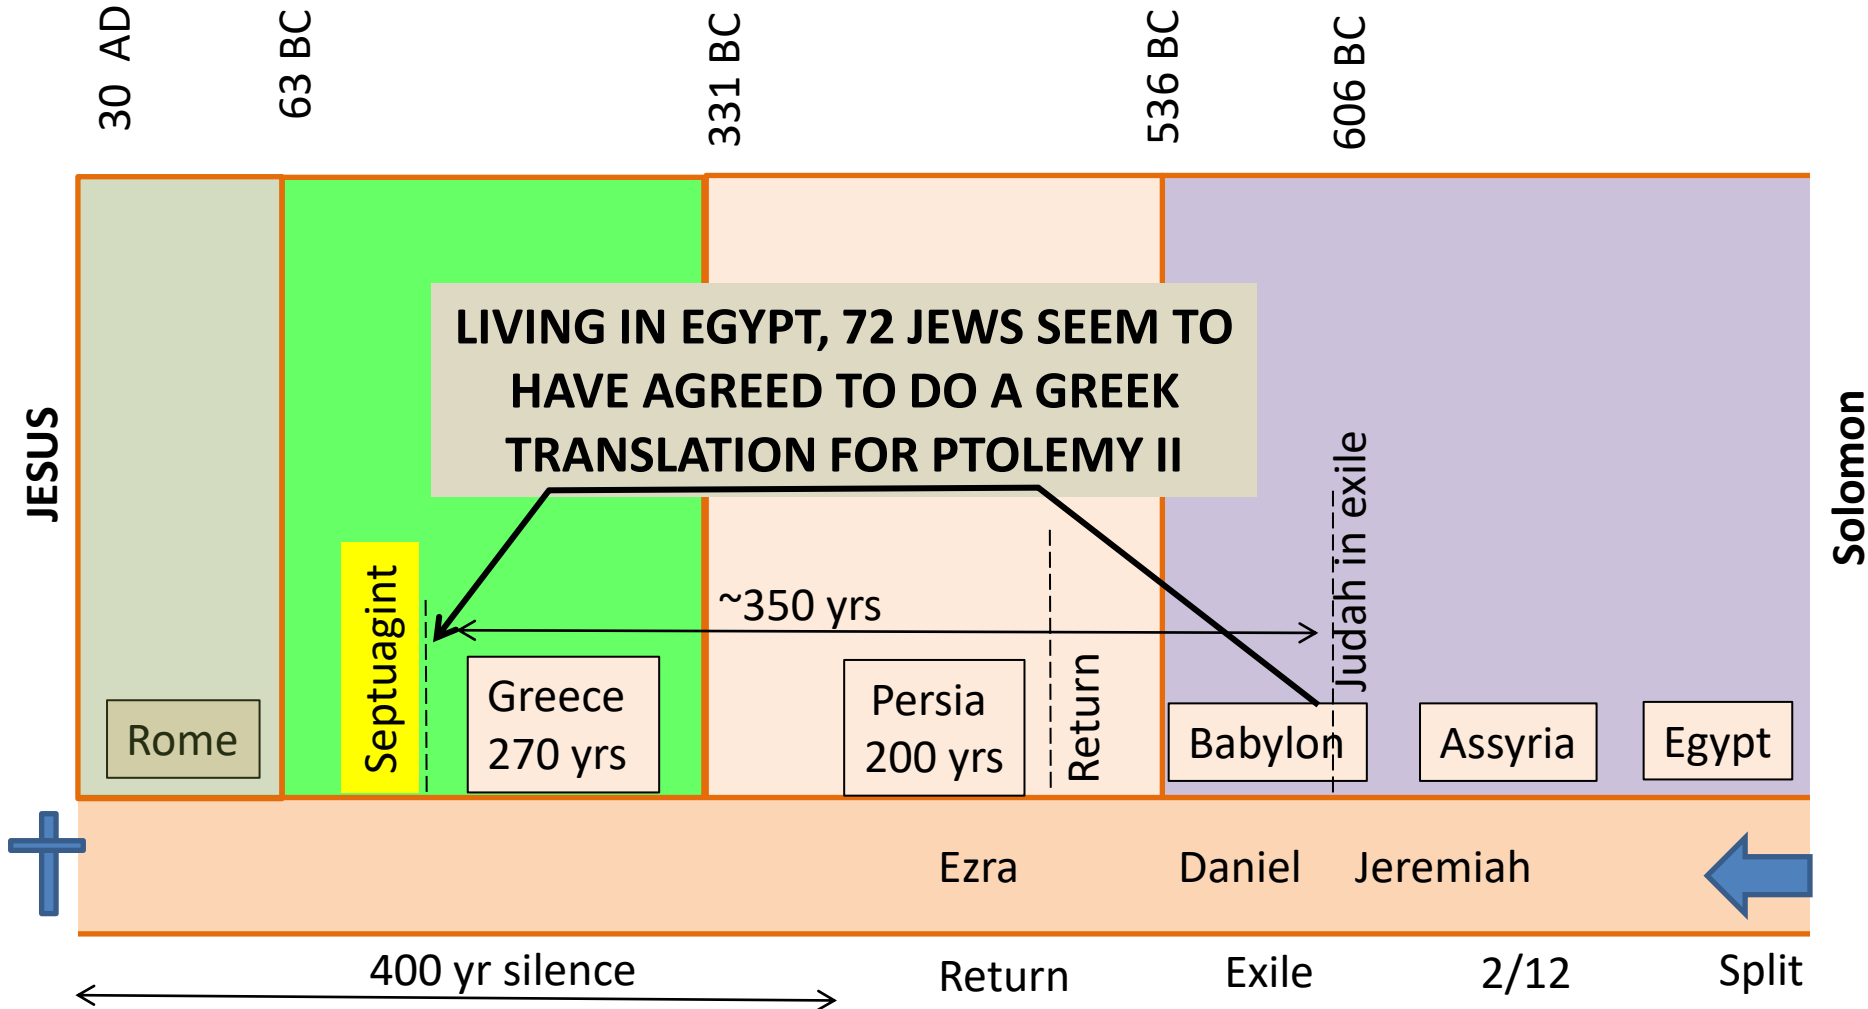 30 AD
63 BC
331 BC
536 BC
606 BC
JESUS
Solomon
LIVING IN EGYPT, 72 JEWS SEEM TO
HAVE AGREED TO DO A GREEK
TRANSLATION FOR PTOLEMY II
Septuagint
~350 yrs
Return
Judah in exile
Rome
Greece
270 yrs
Persia
200 yrs
Babylon
Assyria
Egypt
Ezra
Daniel
Jeremiah
400 yr silence
Return
Exile
2/12
Split